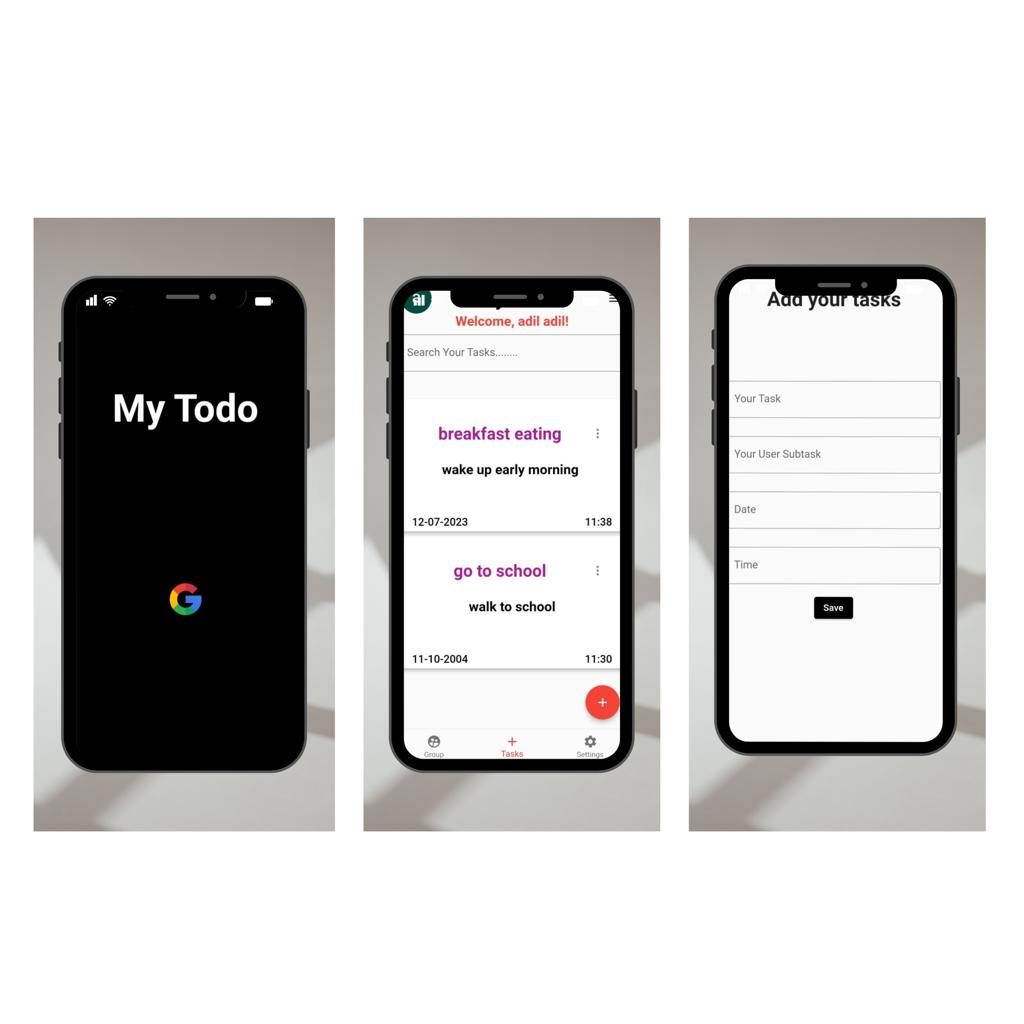 My Todo
Welcome, adil adil!
Search Your Tasks........
breakfast eating
wake up early morning
12-07-2023 11:38
go to school
walk to school
11-10-2004 11:30
Group Tasks Settings
Add your tasks
Your Task
Your User Subtask
Date
Time
Save